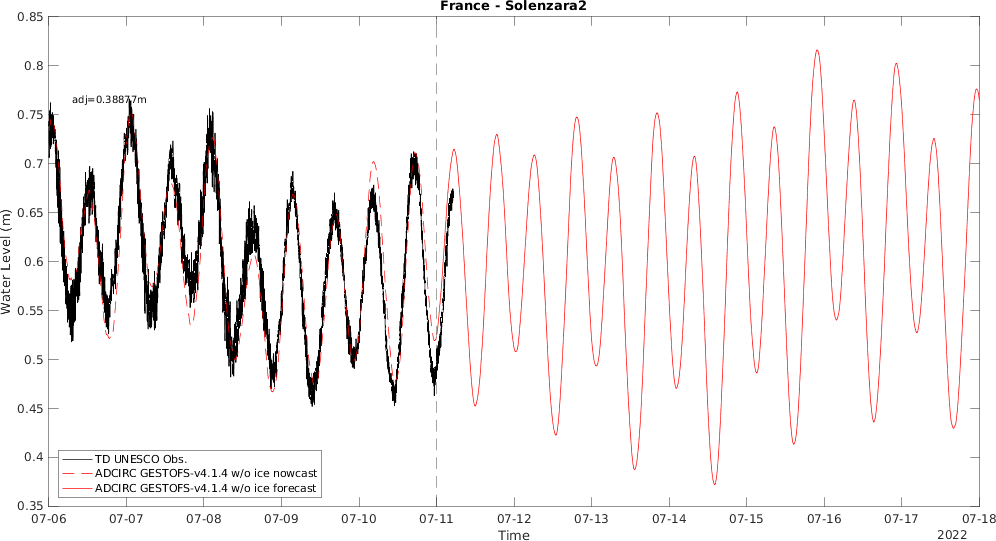 France - Solenzara2
0.85
0.8
0.75
0.7
0.65
0.6
0.55
0.5
0.45
0.4
0.35
Water Level (m)
adj=0.38877m
TD UNESCO Obs.
ADCIRC GESTOFS-v4.1.4 w/o ice nowcast
ADCIRC GESTOFS-v4.1.4 w/o ice forecast
07-06 07-07 07-08 07-09 07-10 07-11 07-12 07-13 07-14 07-15 07-16 07-17 07-18
Time
2022